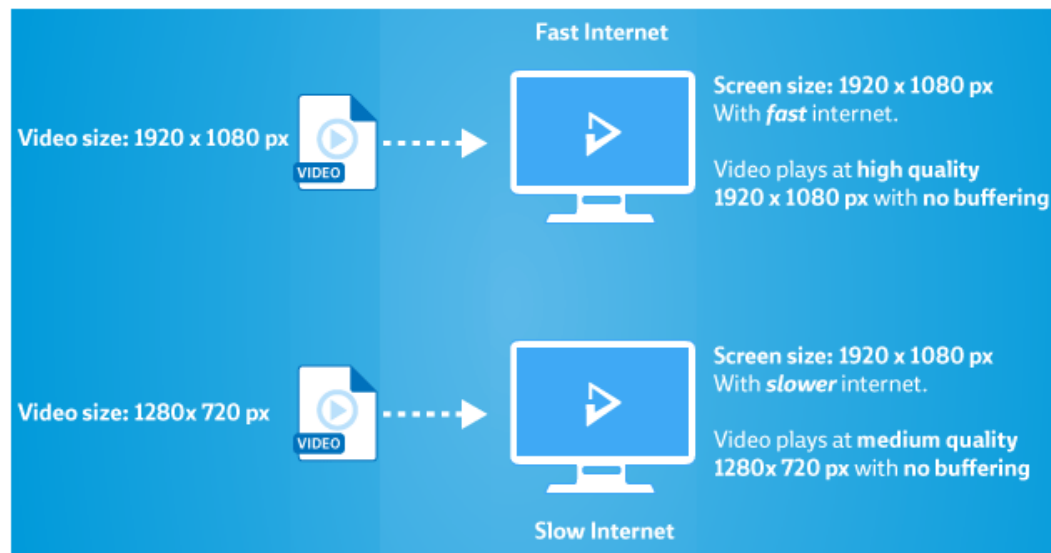 Fast Internet
Video size: 1920 x 1080 px
VIDEO
Screen size: 1920 x 1080 px
With fast internet.
Video plays at high quality
1920 x 1080 px with no buffering
Video size: 1280x 720 px
VIDEO
Screen size: 1920 x 1080 px
With slower internet.
Video plays at medium quality
1280x 720 px with no buffering
Slow Internet